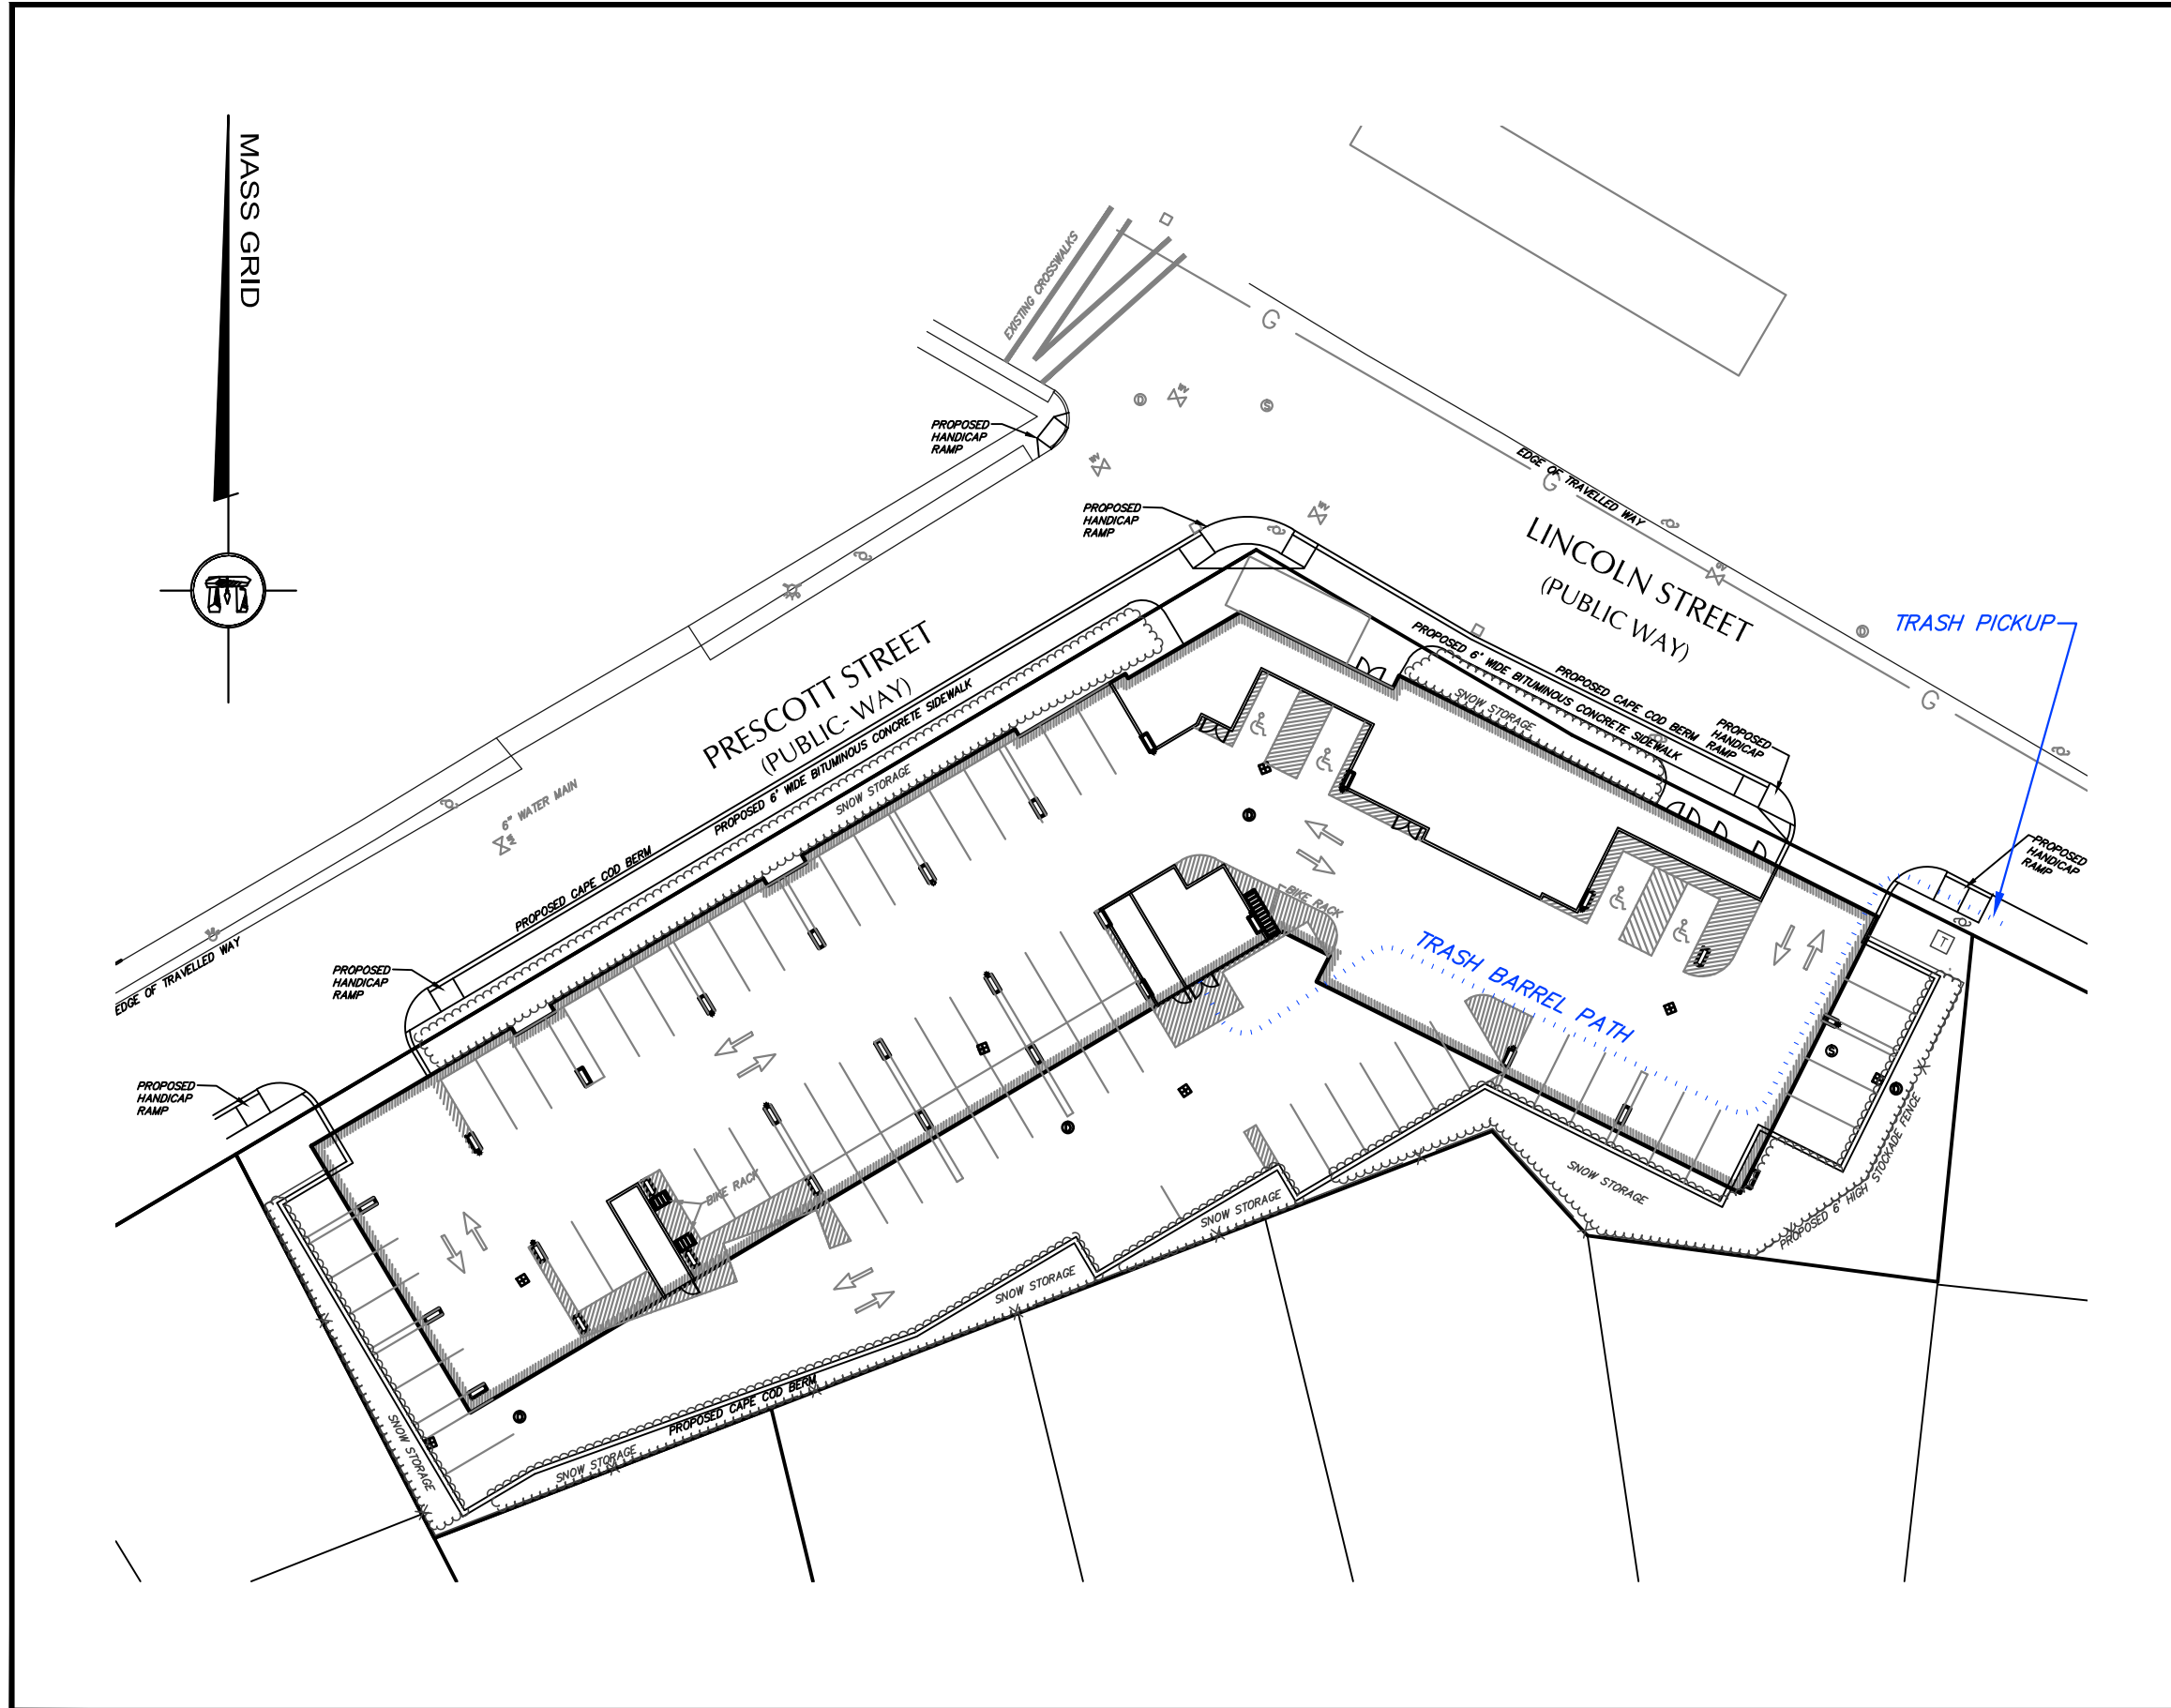 MASS GRID
EXISTING CROSSWALKS
G
PROPOSED
HANDICAP
RAMP
D
S
EDGE OF TRAVELLED WAY
G
PROPOSED
HANDICAP
RAMP
LINCOLN STREET
(PUBLIC WAY)
TRASH PICKUP
D
G
PRESCOTT STREET
(PUBLIC- WAY)
PROPOSED 6' WIDE BITUMINOUS CONCRETE SIDEWALK
PROPOSED CAPE COD BERM
SNOW STORAGE
PROPOSED
HANDICAP
RAMP
PROPOSED 6' WIDE BITUMINOUS CONCRETE SIDEWALK
SNOW STORAGE
6" WATER MAIN
PROPOSED CAPE COD BERM
PROPOSED
HANDICAP
RAMP
BIKE RACK
TRASH BARREL PATH
T
EDGE OF TRAVELLED WAY
PROPOSED
HANDICAP
RAMP
D
S
D
D
PROPOSED
HANDICAP
RAMP
BIKE RACK
PROPOSED 6' HIGH STOCKADE FENCE
SNOW STORAGE
SNOW STORAGE
SNOW STORAGE
PROPOSED CAPE COD BERM
SNOW STORAGE
SNOW STORAGE
D